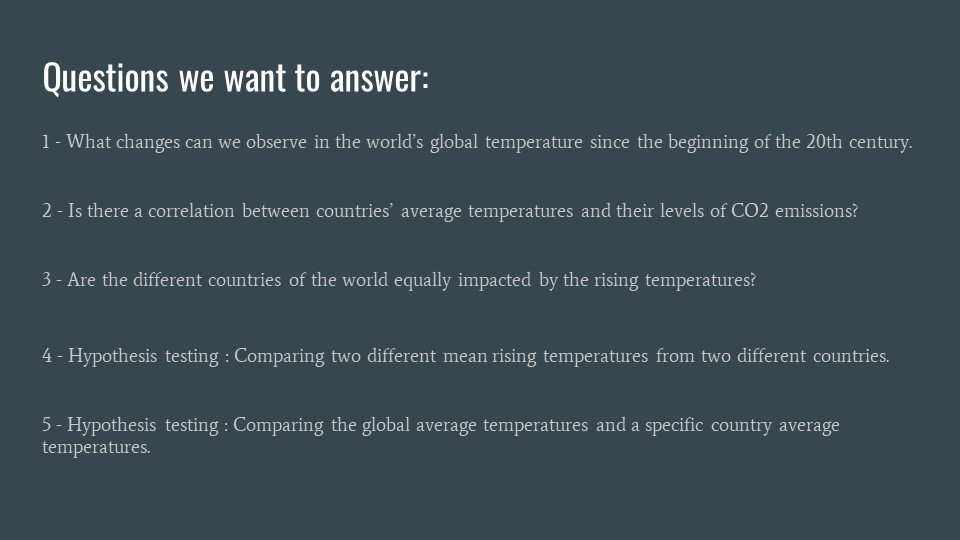 Questions we want to answer:
1 - What changes can we observe in the world’s global temperature since the beginning of the 20th century.
2 - Is there a correlation between countries’ average temperatures and their levels of CO2 emissions?
3 - Are the different countries of the world equally impacted by the rising temperatures?
4 - Hypothesis testing : Comparing two different mean rising temperatures from two different countries.
5 - Hypothesis testing : Comparing the global average temperatures and a specific country average
temperatures.